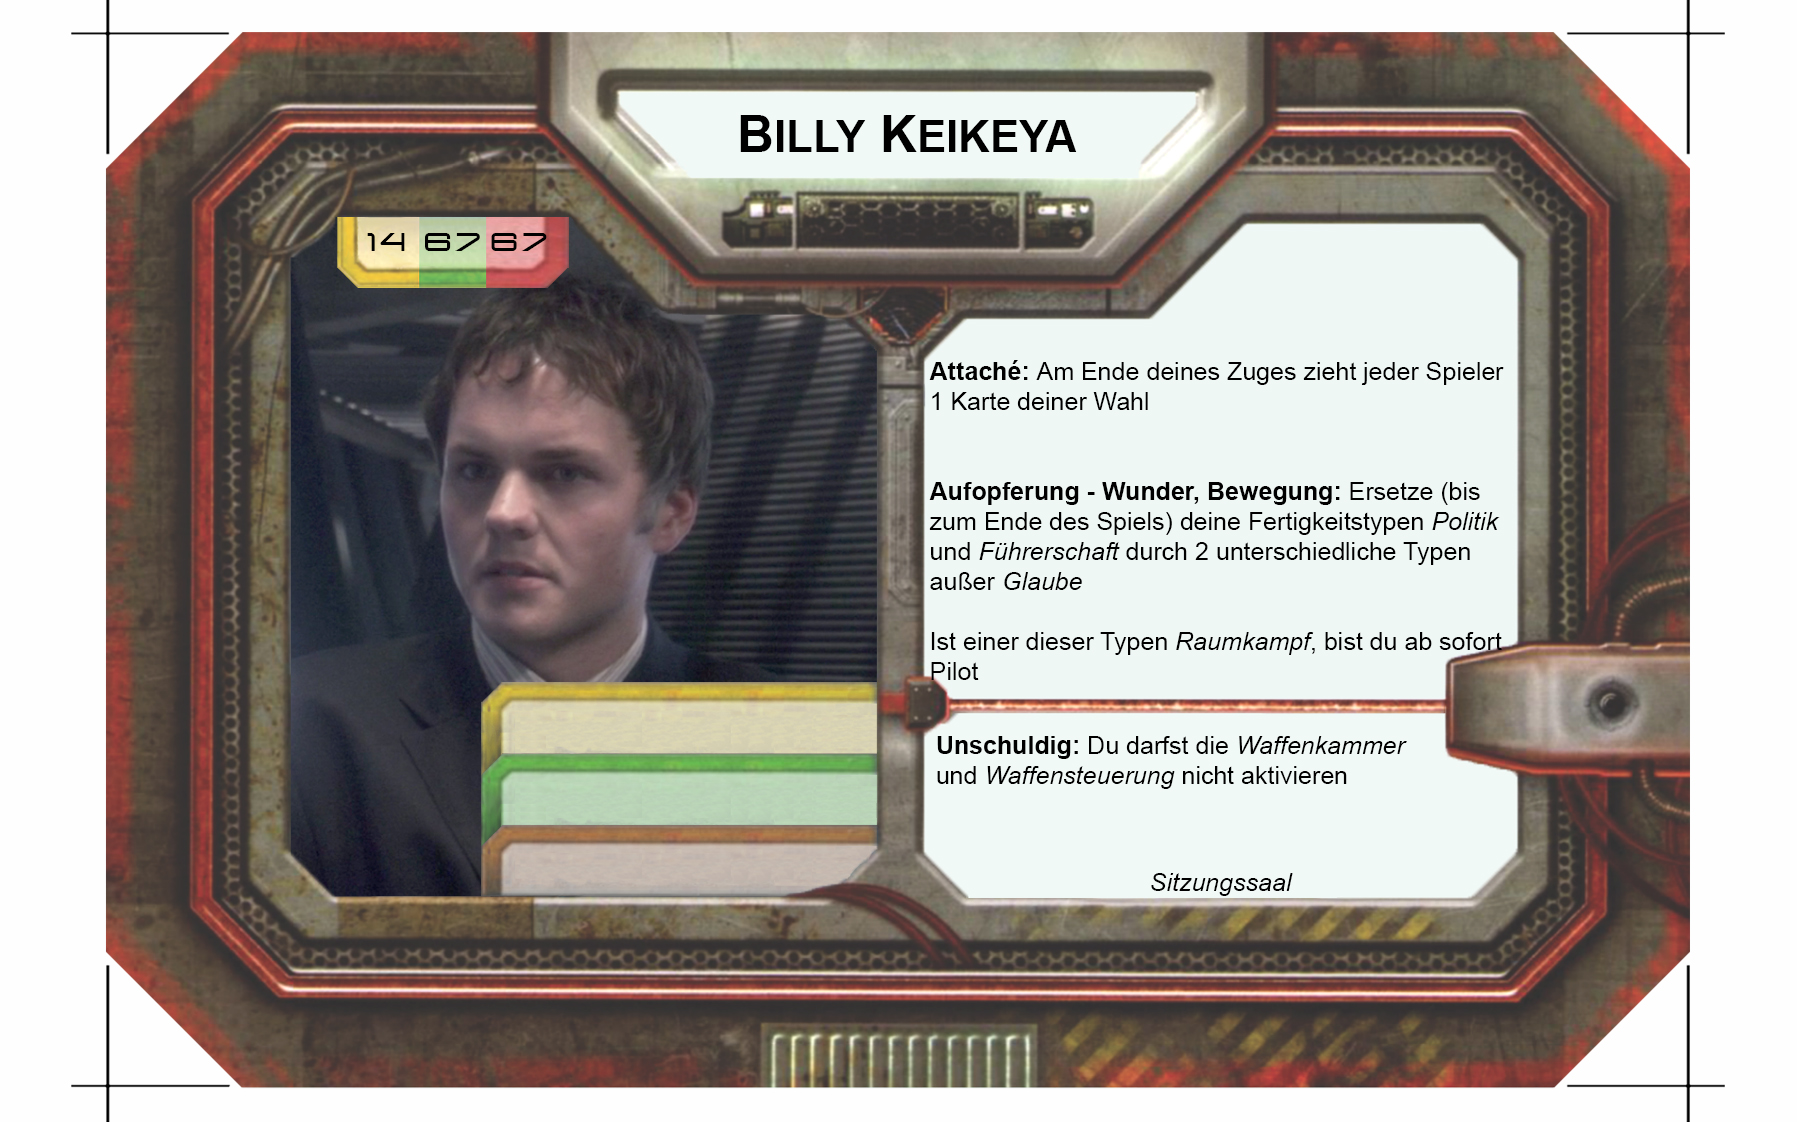 BILLY KEIKEYA
14 67 67
Attaché: Am Ende deines Zuges zieht jeder Spieler
1 Karte deiner Wahl
Aufopferung - Wunder, Bewegung: Ersetze (bis
zum Ende des Spiels) deine Fertigkeitstypen Politik
und Führerschaft durch 2 unterschiedliche Typen
außer Glaube
Ist einer dieser Typen Raumkampf, bist du ab sofort
Pilot
Unschuldig: Du darfst die Waffenkammer
und Waffensteuerung nicht aktivieren
Sitzungssaal